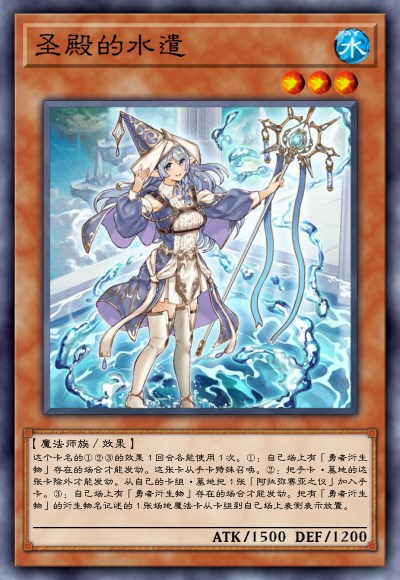 圣殿的水遣
水
【魔法师族/效果】
这个卡名的①②③的效果1回合各能使用1次。①:自己场上有「勇者衍生
物」存在的场合才能发动。这张卡从手卡特殊召唤。②:把手卡·墓地的这
张卡除外才能发动。从自己的卡组·墓地把1张「阿拉弥赛亚之仪」加入手
卡。③:自己场上有「勇者衍生物」存在的场合才能发动。把有「勇者衍生
物」的衍生物名记述的1张场地魔法卡从卡组到自己场上表侧表示放置。
ATK/1500 DEF/1200